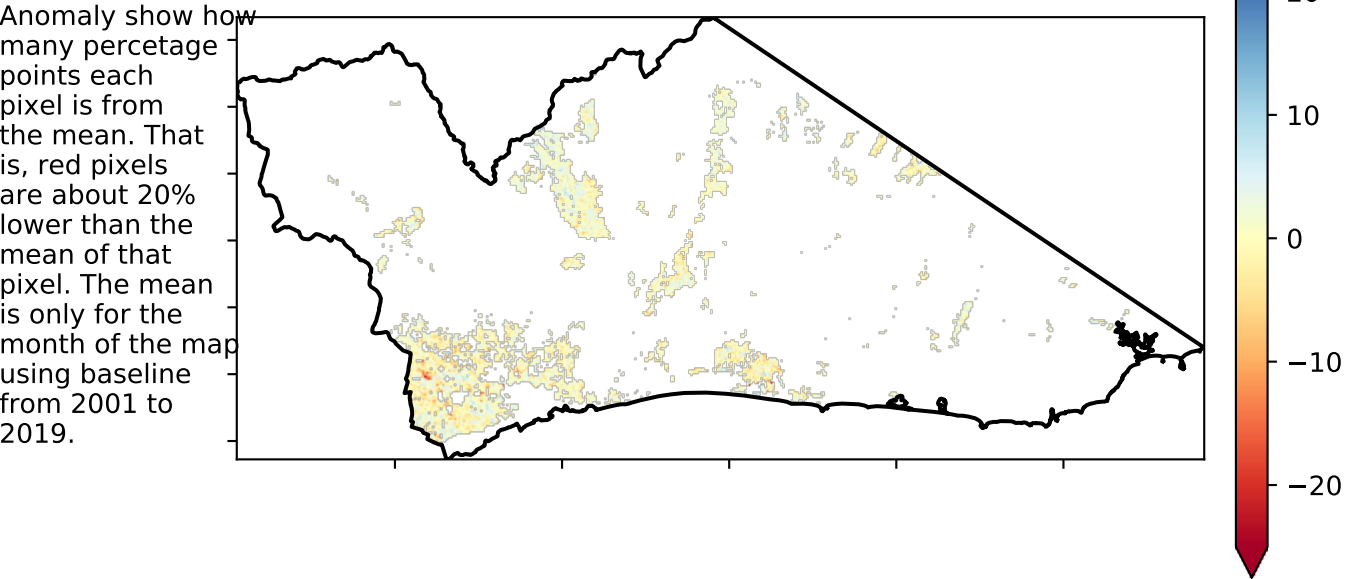 Anomaly show how
many percetage
points each
pixel is from
the mean. That
is, red pixels
are about 20%
lower than the
mean of that
pixel. The mean
is only for the
month of the map
using baseline
from 2001 to
2019.
10
0
−10
−20